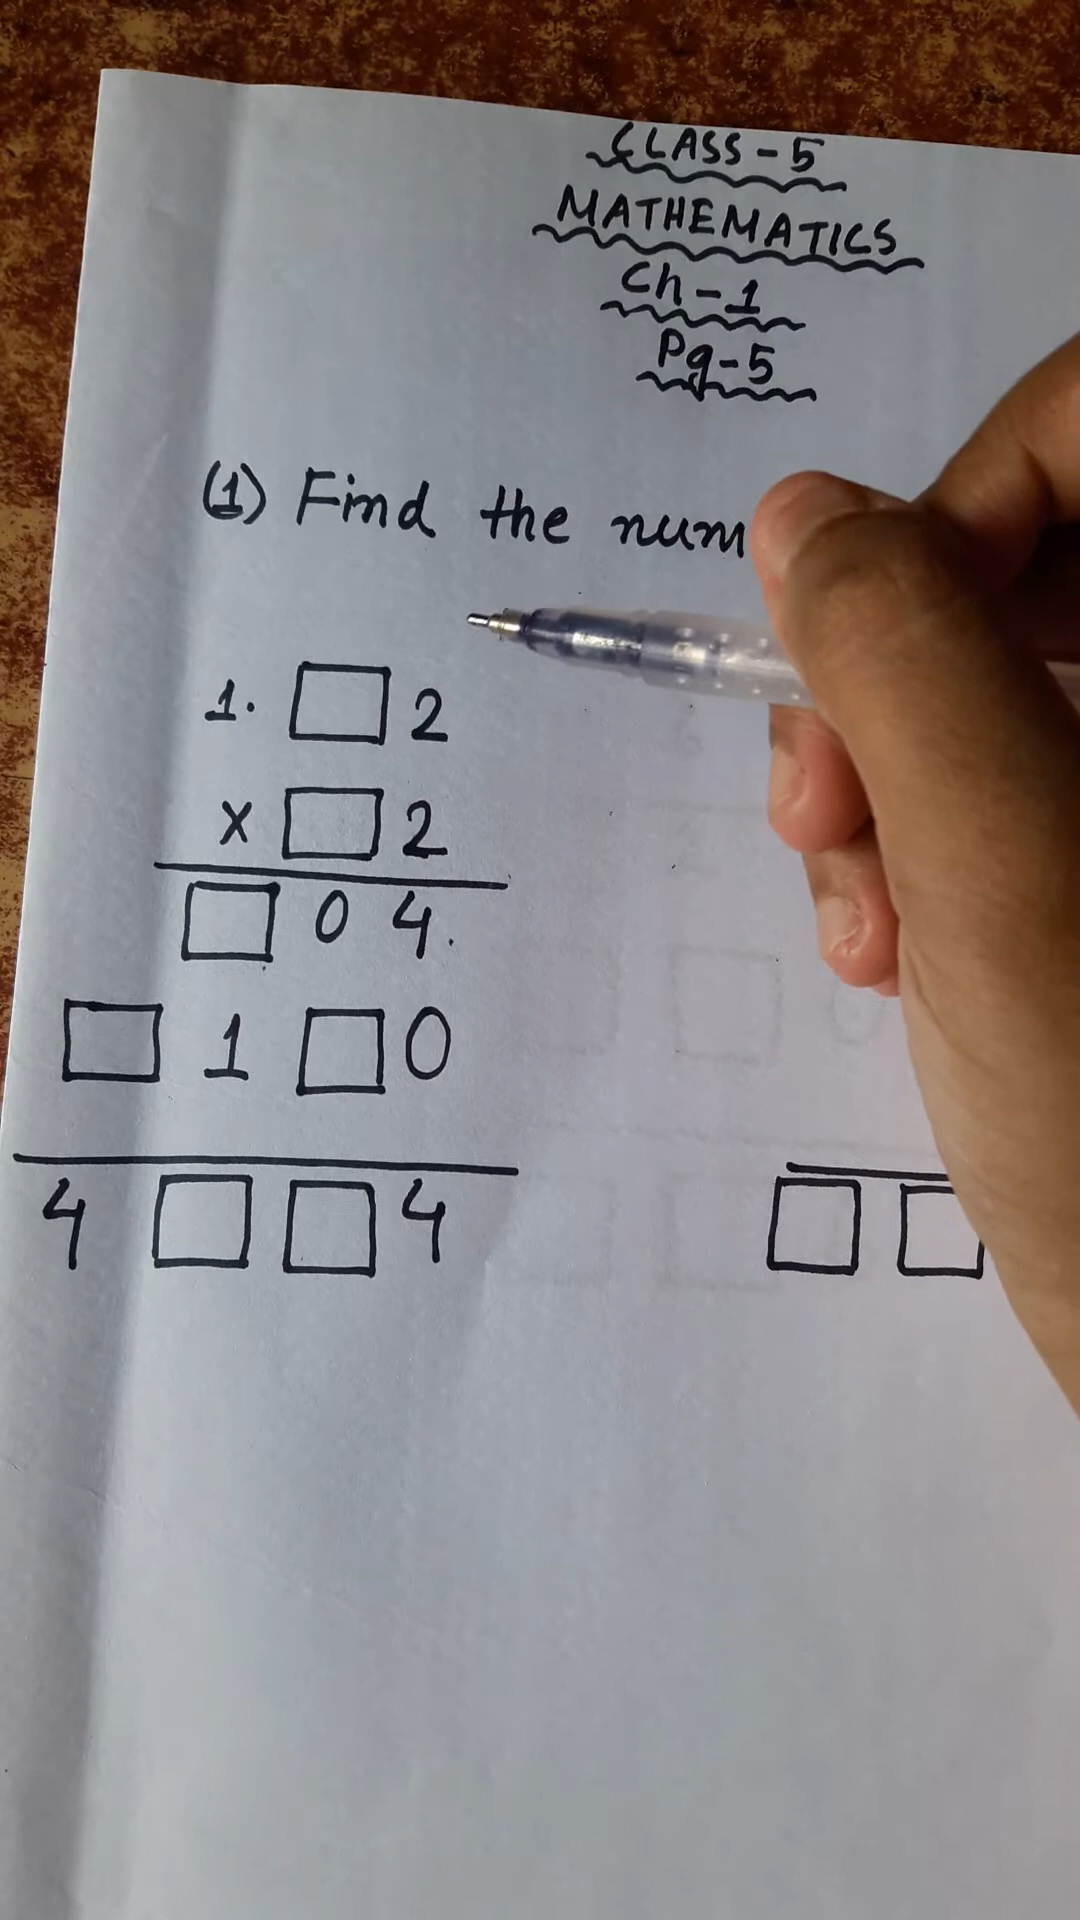 CLASS-5
MATHEMATICS
Ch-1
Pg-5
(1) Find the
1. □ 2
× □ 2
□ 0 4.
□ 1 □ 0
4 □ □ 4
□ □